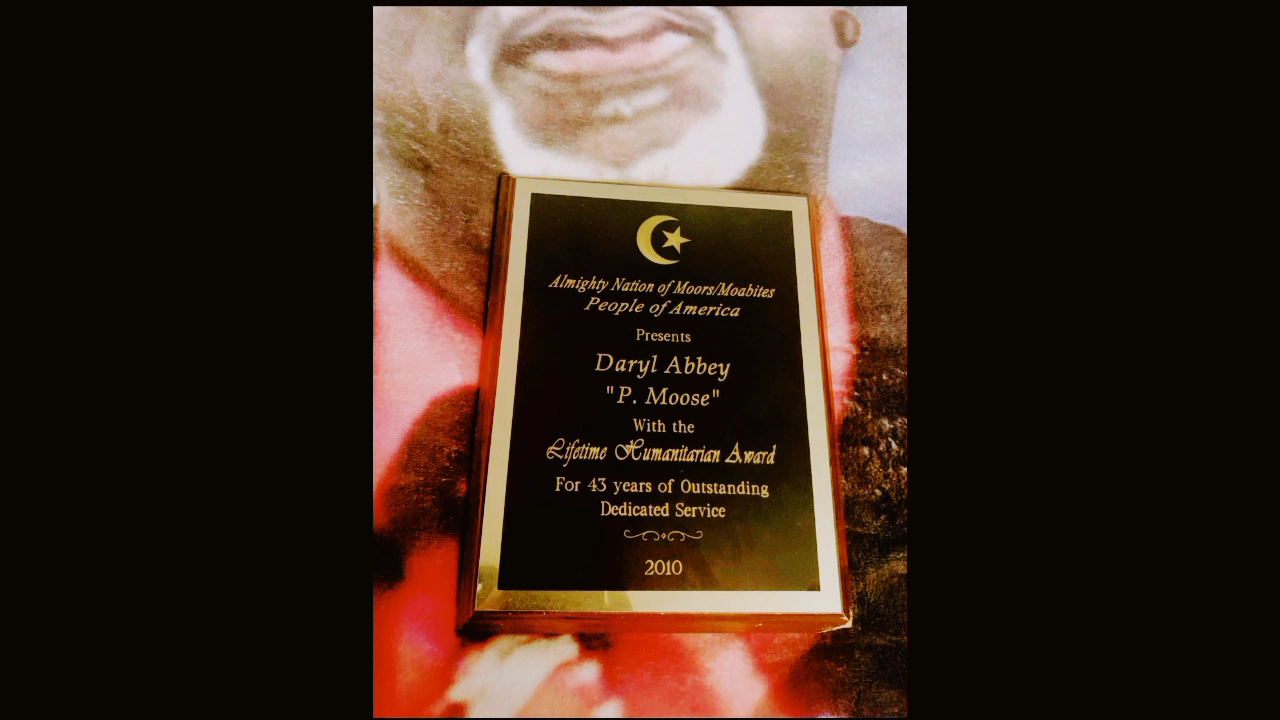 Almighty Nation of Moors/Moabites
People of America
Presents
Daryl Abbey
"P. Moose"
With the
Lifetime Humanitarian Award
For 43 years of Outstanding
Dedicated Service
2010